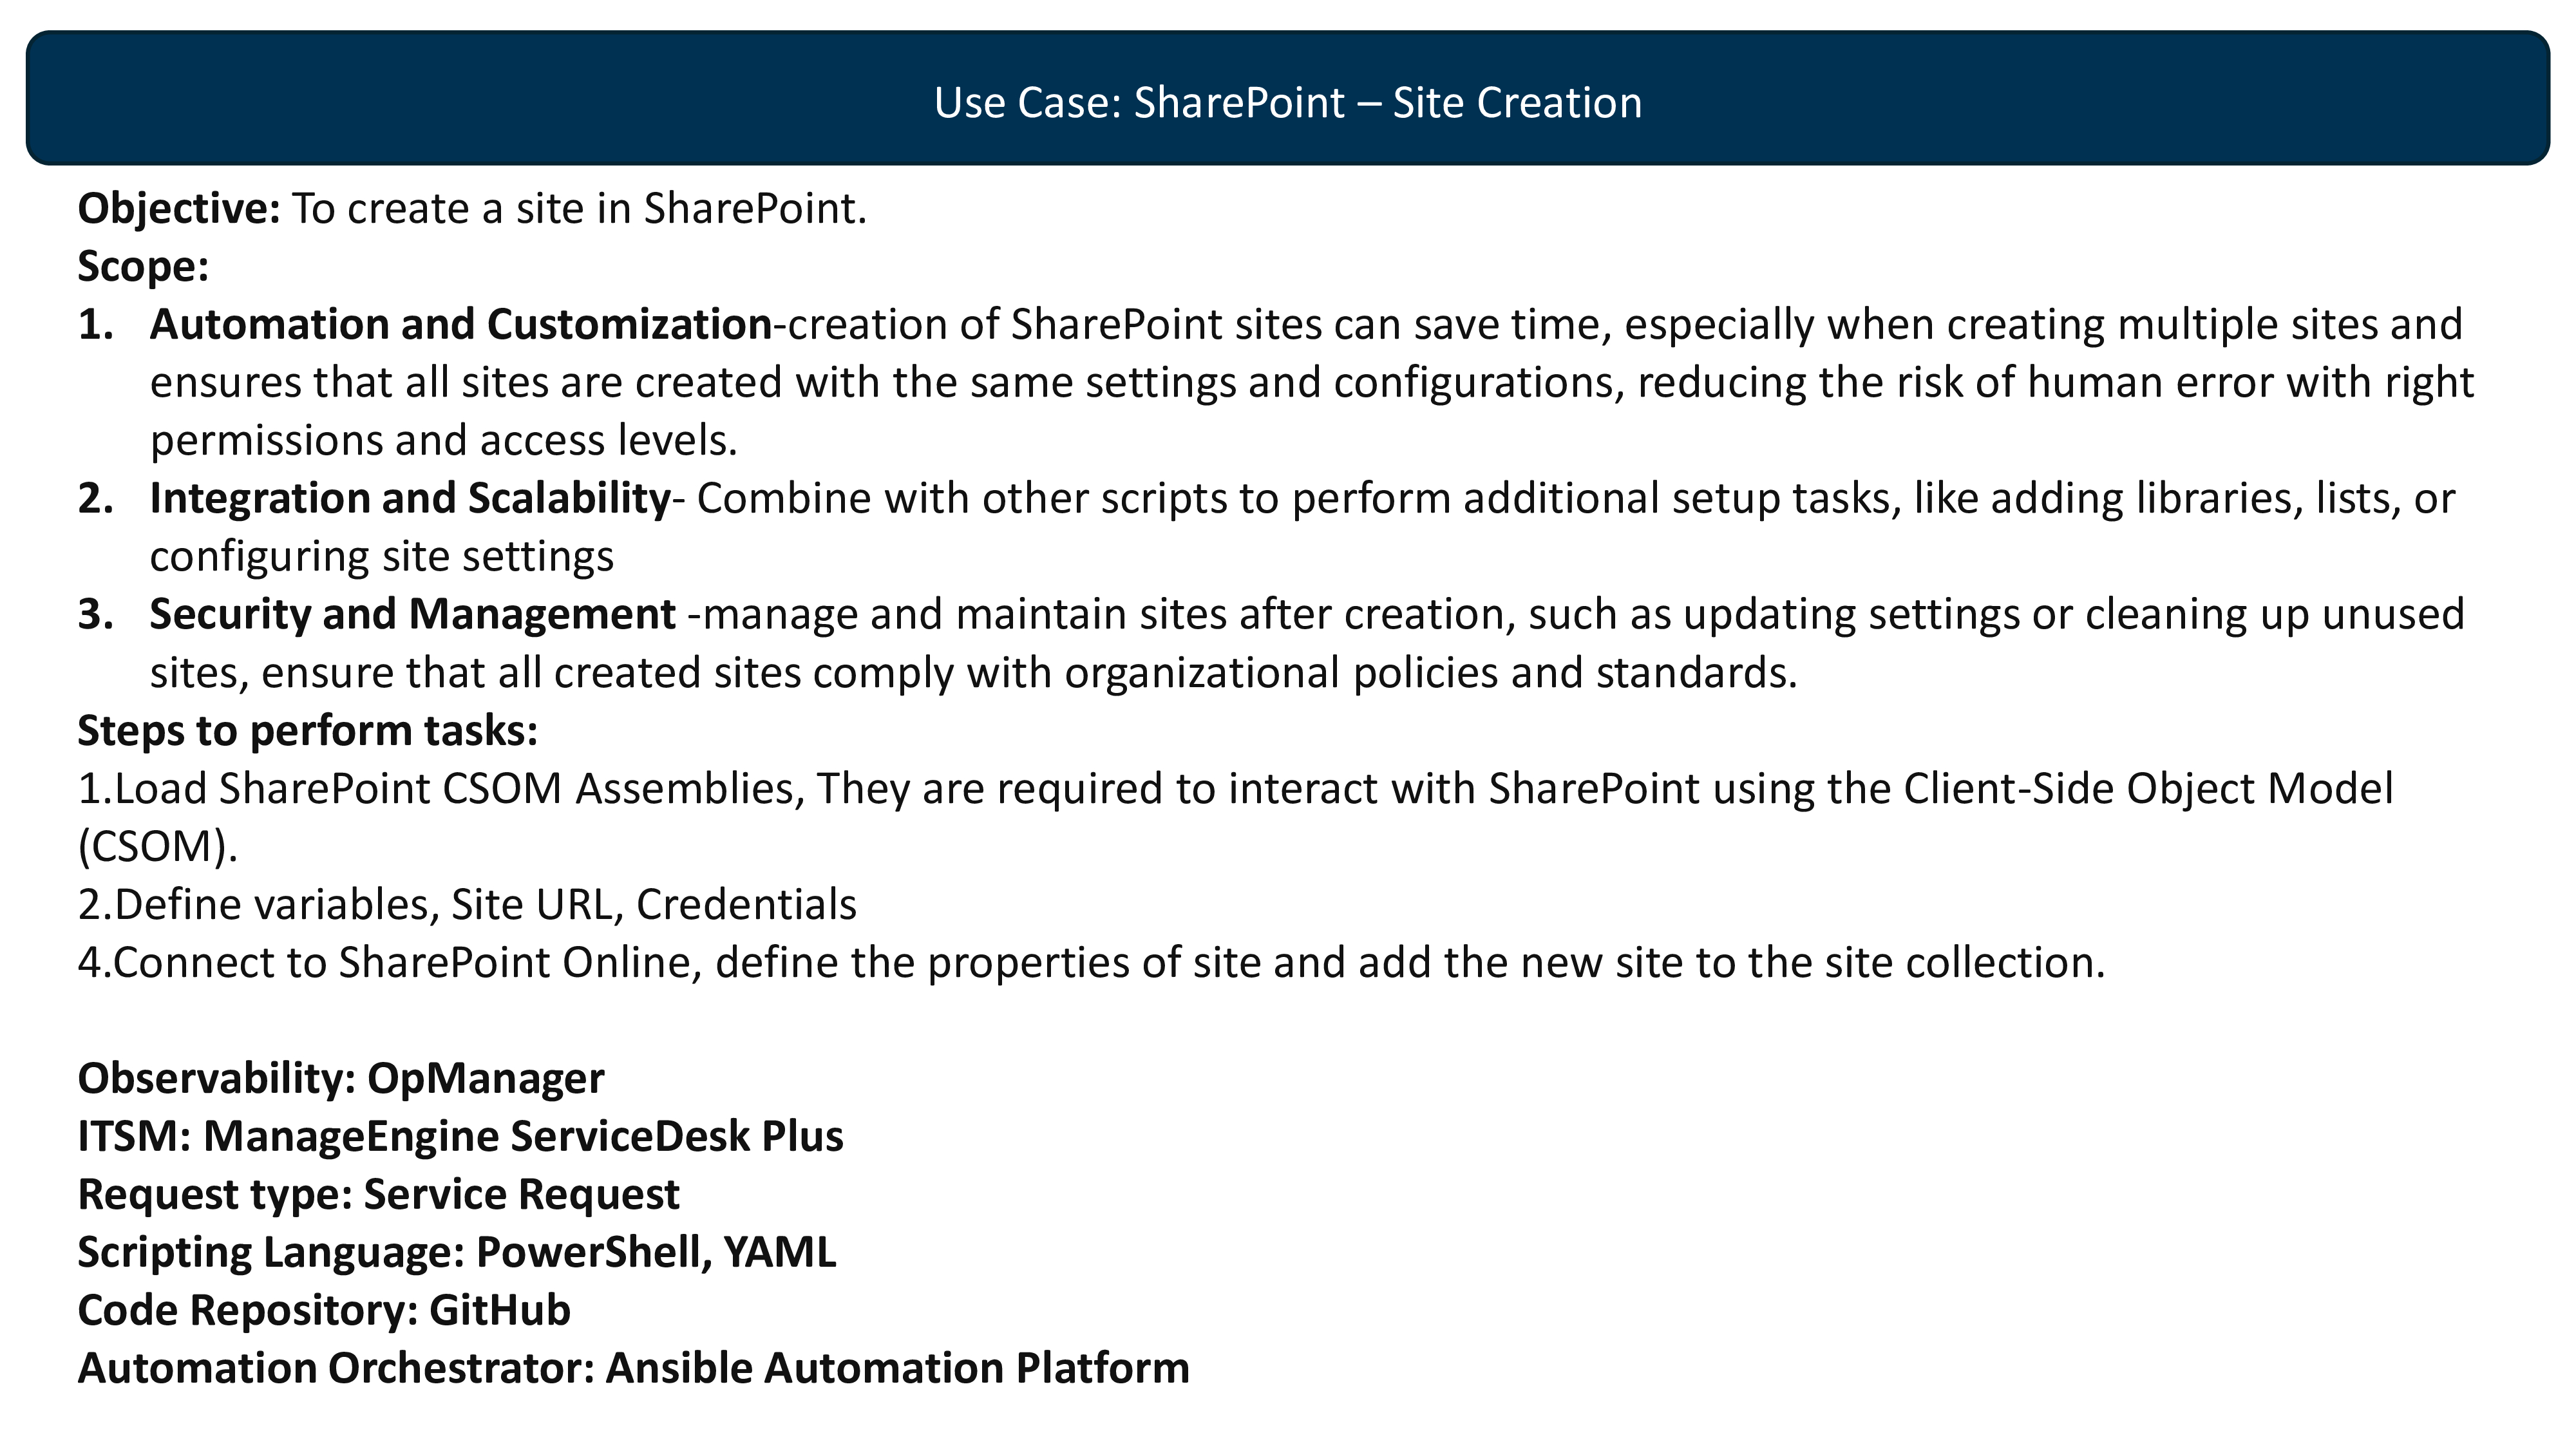 Use Case: SharePoint – Site Creation
Objective: To create a site in SharePoint.
Scope:
1. Automation and Customization-creation of SharePoint sites can save time, especially when creating multiple sites and
ensures that all sites are created with the same settings and configurations, reducing the risk of human error with right
permissions and access levels.
2. Integration and Scalability- Combine with other scripts to perform additional setup tasks, like adding libraries, lists, or
configuring site settings
3. Security and Management -manage and maintain sites after creation, such as updating settings or cleaning up unused
sites, ensure that all created sites comply with organizational policies and standards.
Steps to perform tasks:
1.Load SharePoint CSOM Assemblies, They are required to interact with SharePoint using the Client-Side Object Model
(CSOM).
2.Define variables, Site URL, Credentials
4.Connect to SharePoint Online, define the properties of site and add the new site to the site collection.
Observability: OpManager
ITSM: ManageEngine ServiceDesk Plus
Request type: Service Request
Scripting Language: PowerShell, YAML
Code Repository: GitHub
Automation Orchestrator: Ansible Automation Platform